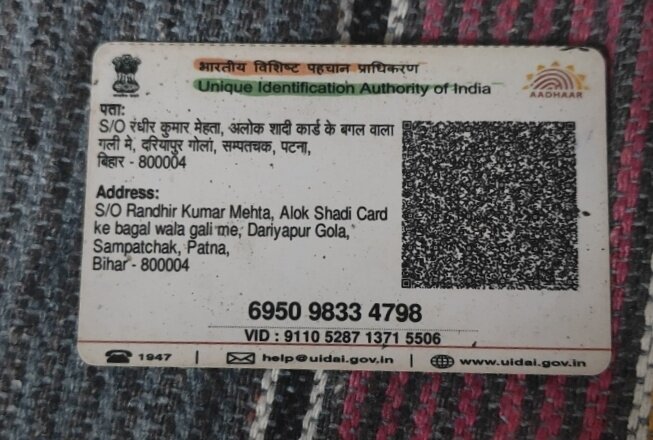 भारतीय विशिष्ट पहचान प्राधिकरण
Unique Identification Authority of India
AADHAAR
पता:
S/O रंधीर कुमार मेहता, अलोक शादी कार्ड के बगल वाला
गली मे, दरियापुर गोला, सम्पतचक, पटना,
बिहार - 800004
Address:
S/O Randhir Kumar Mehta, Alok Shadi Card
ke bagal wala gali me, Dariyapur Gola,
Sampatchak, Patna,
Bihar - 800004
6950 9833 4798
VID : 9110 5287 1371 5506
1947 | help@uidai.gov.in | www.uidai.gov.in